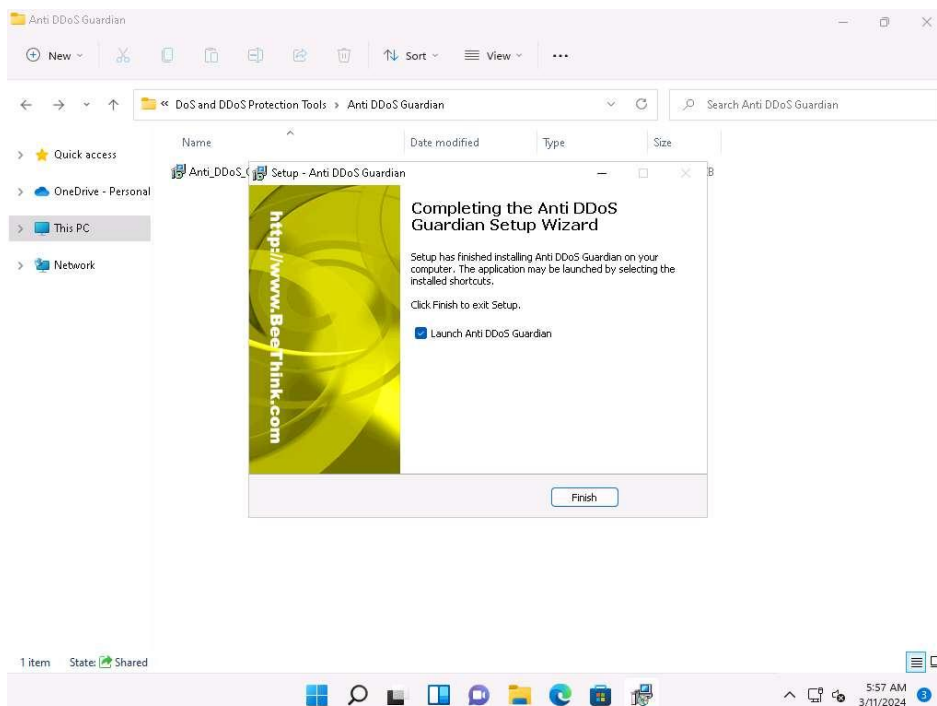 Anti DDoS Guardian
New
Sort
View
« DoS and DDoS Protection Tools › Anti DDoS Guardian
Search Anti DDoS Guardian
Name
Date modified
Type
Size
Quick access
OneDrive - Personal
This PC
Network
Anti_DDoS_
B
Setup - Anti DDoS Guardian
http://www.BeeThink.com
Completing the Anti DDoS
Guardian Setup Wizard
Setup has finished installing Anti DDoS Guardian on your
computer. The application may be launched by selecting the
installed shortcuts.
Click Finish to exit Setup.
Launch Anti DDoS Guardian
Finish
1 item State: Shared
5:57 AM
3/11/2024
3